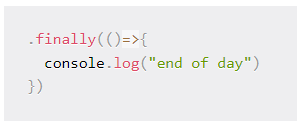 .finally(()=>{
  console.log("end of day")
})